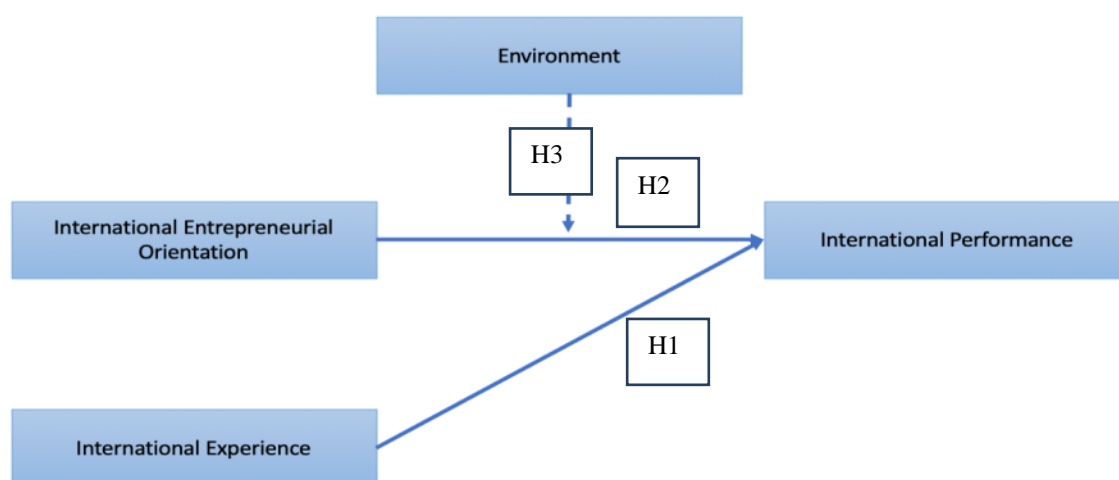 Environment
H3
H2
International Entrepreneurial
Orientation
International Performance
H1
International Experience